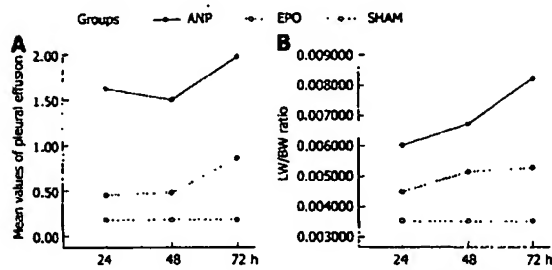 Groups ANP EPO SHAM
A
Mean values of pleural effusion
2.00
1.50
1.00
0.50
0.00
24 48 72 h
B
LW/BW ratio
0.009000
0.008000
0.007000
0.006000
0.005000
0.004000
0.003000
24 48 72 h